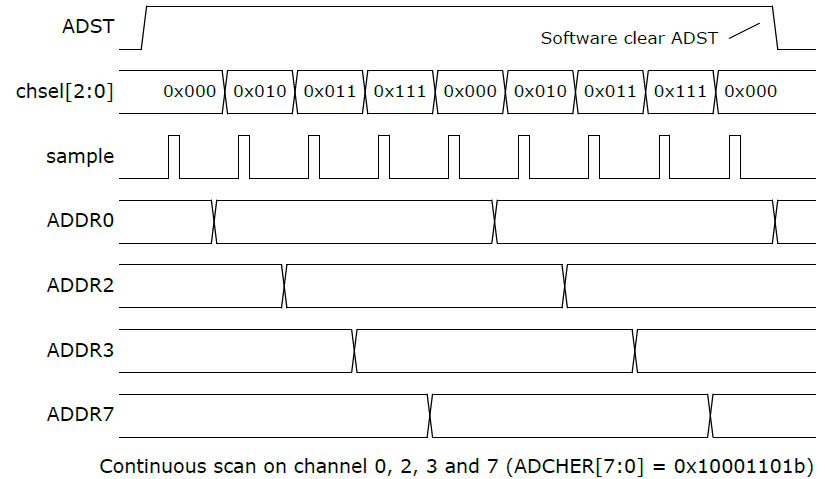 ADST
Software clear ADST
chsel[2:0] 0x000 0x010 0x011 0x111 0x000 0x010 0x011 0x111 0x000
sample
ADDR0
ADDR2
ADDR3
ADDR7
Continuous scan on channel 0, 2, 3 and 7 (ADCHER[7:0] = 0x10001101b)